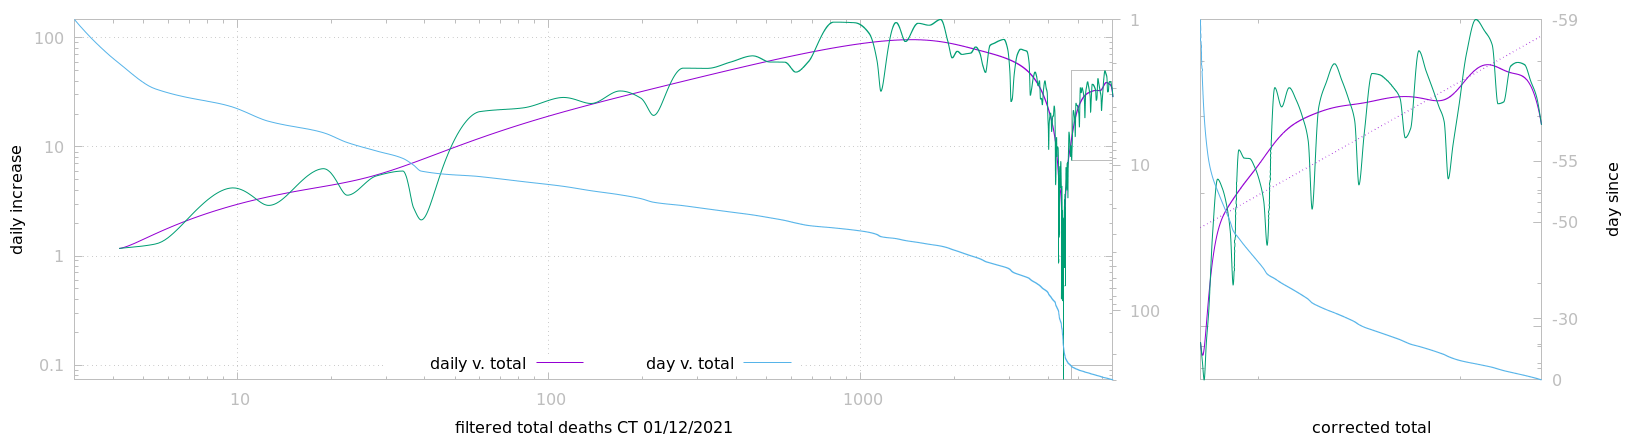 100
10
1
0.1
daily increase
10
100
1000
filtered total deaths CT 01/12/2021
daily v. total
day v. total
1
10
100
-59
-55
-50
-30
0
day since
corrected total